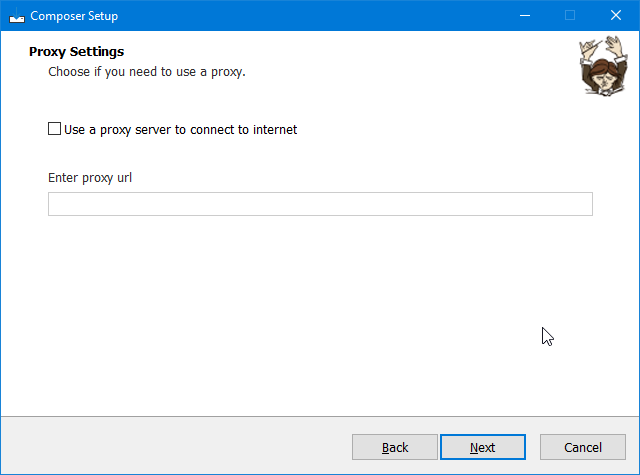 Composer Setup
Proxy Settings
Choose if you need to use a proxy.
Use a proxy server to connect to internet
Enter proxy url
Back
Next
Cancel